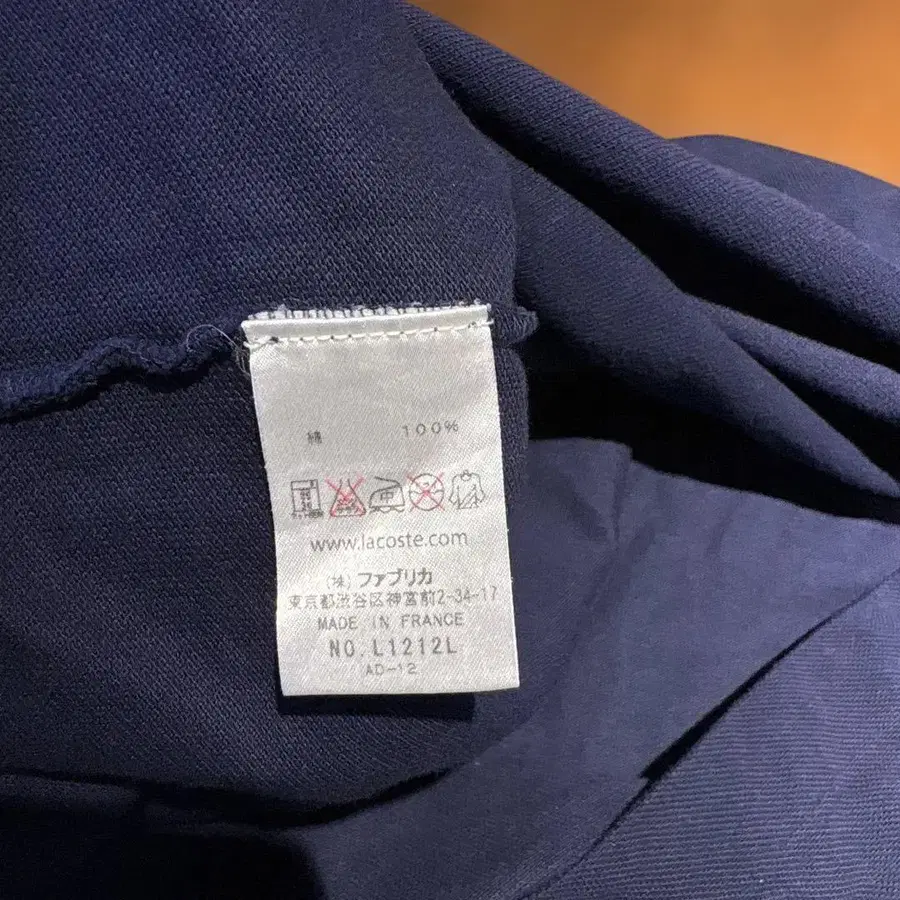 綿 100%
中
www.lacoste.com
(株) ファブリカ
東京都渋谷区神宮前2-34-17
MADE IN FRANCE
NO.L1212L
AD-12